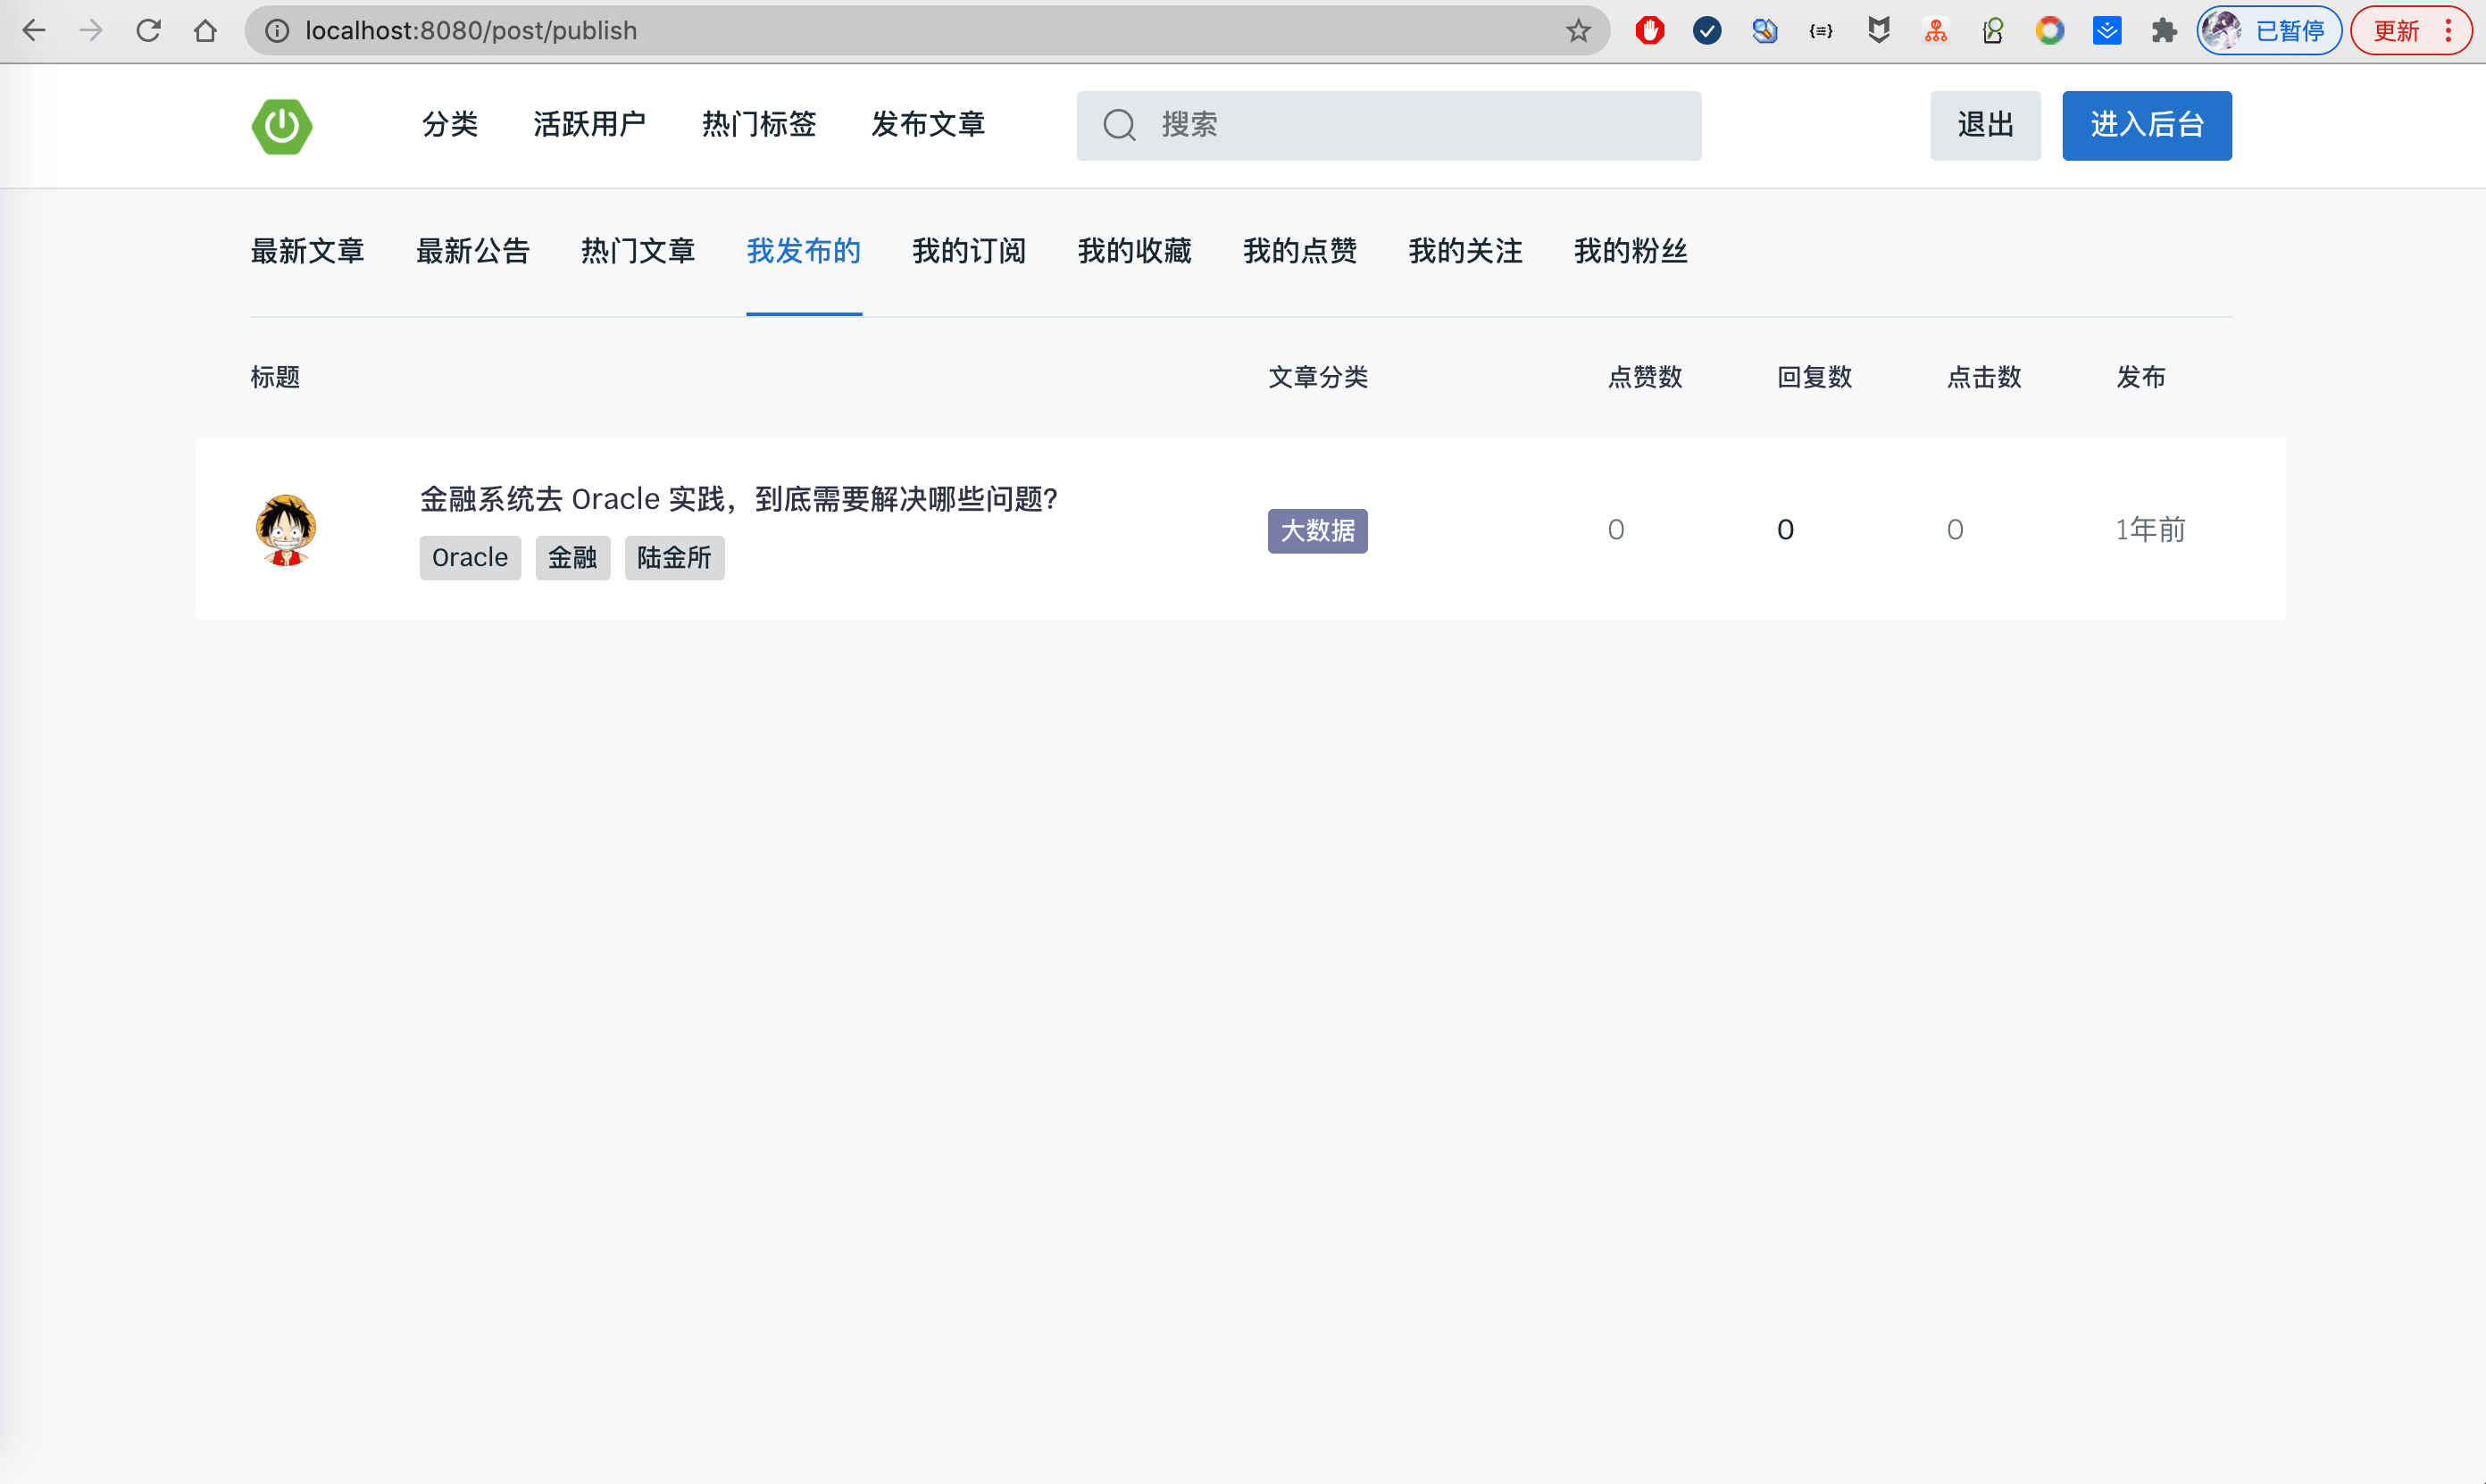 localhost:8080/post/publish
已暂停
更新
分类 活跃用户 热门标签 发布文章 搜索 退出 进入后台
最新文章 最新公告 热门文章 我发布的 我的订阅 我的收藏 我的点赞 我的关注 我的粉丝
标题 文章分类 点赞数 回复数 点击数 发布
金融系统去 Oracle 实践，到底需要解决哪些问题?
Oracle 金融 陆金所
大数据 0 0 0 1年前